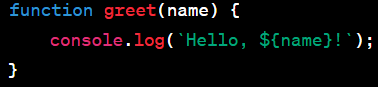 function greet(name) {
    console.log(`Hello, ${name}!`);
}